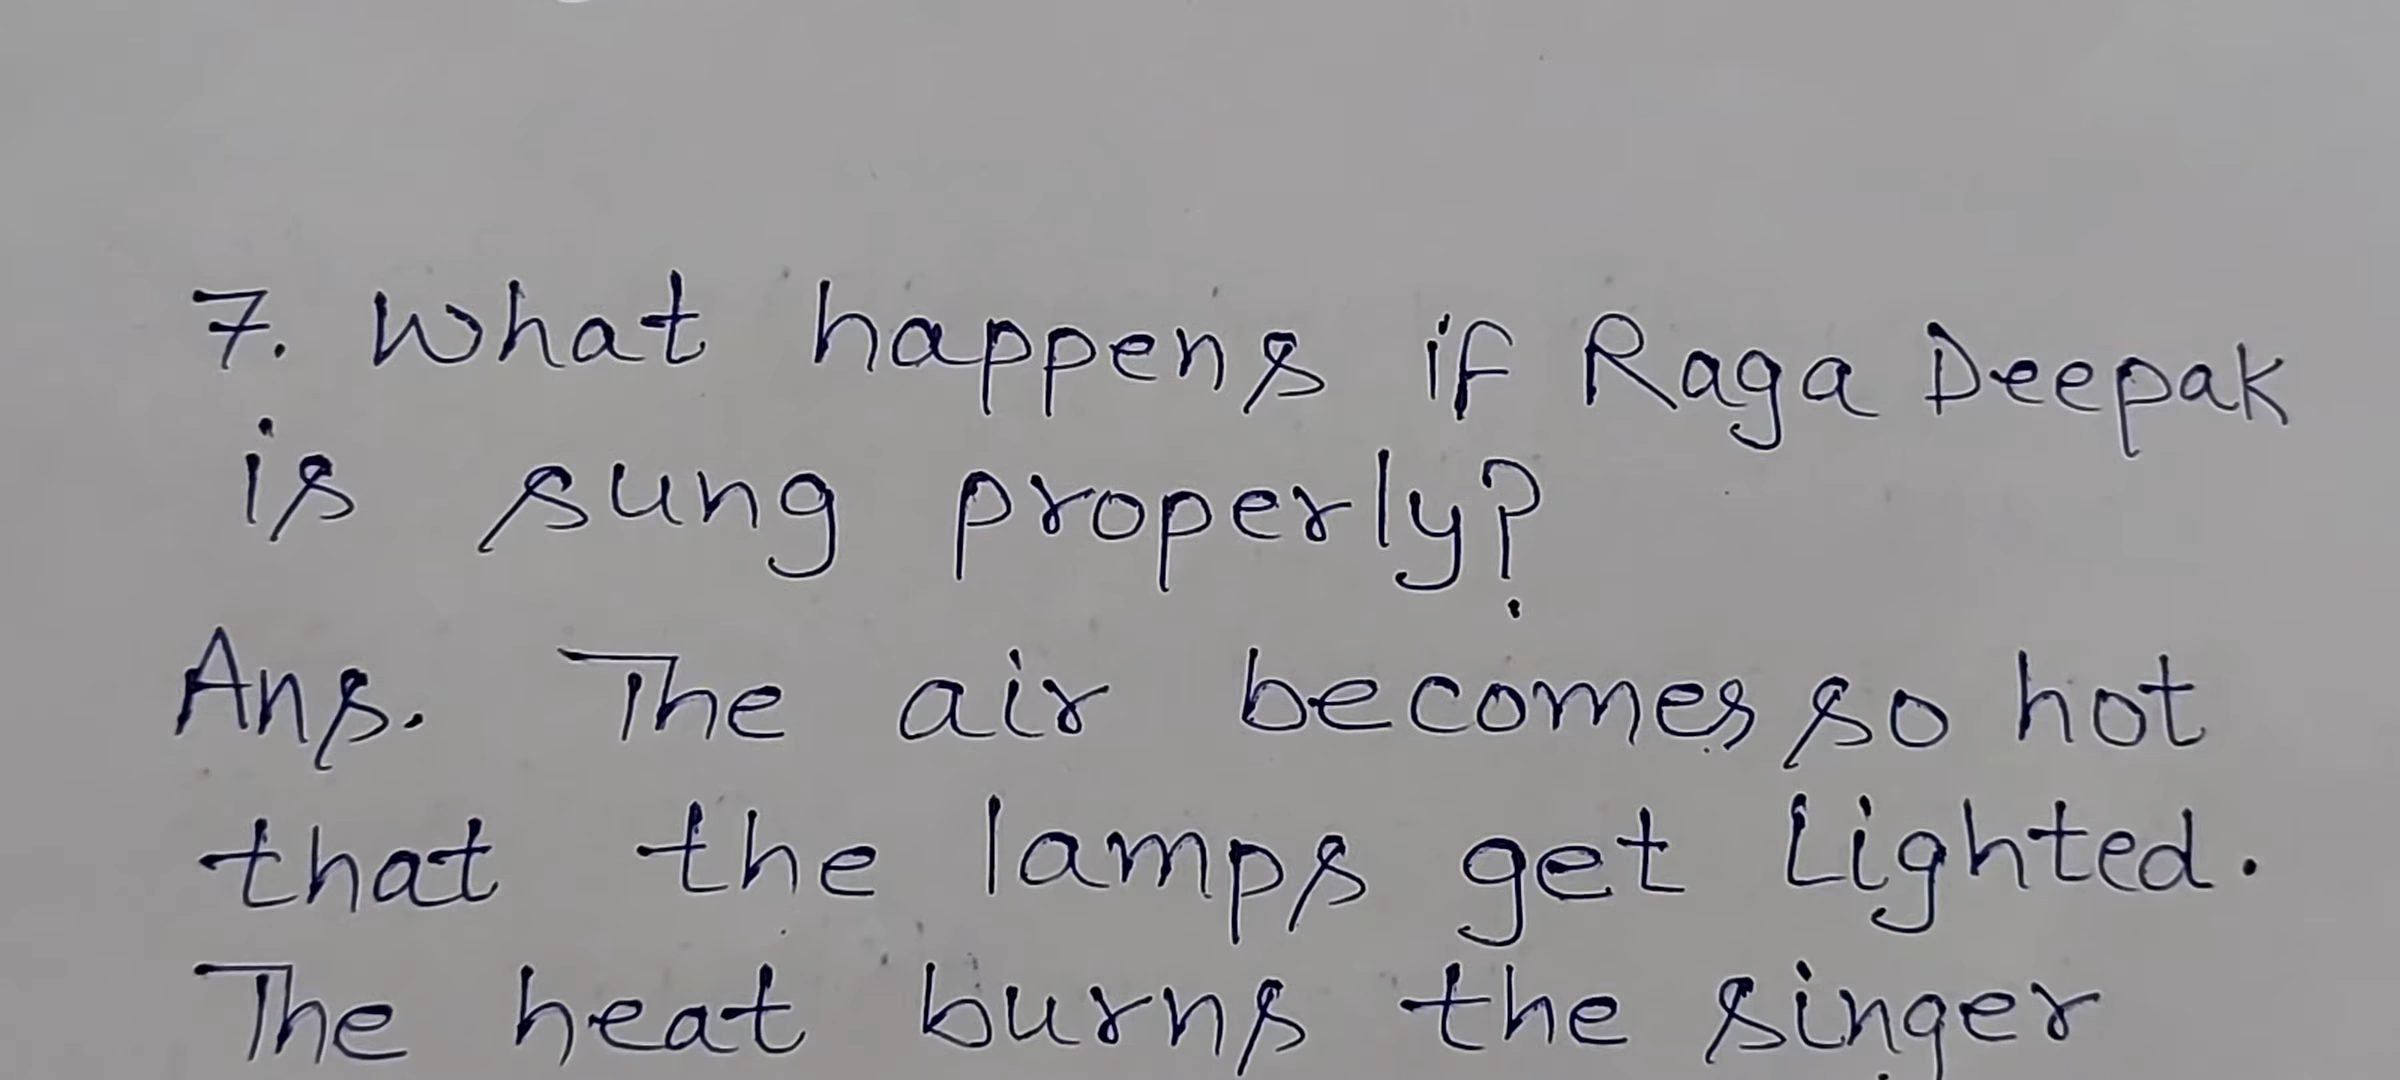 7. What happens if Raga Deepak
is sung properly?
Ans. The air becomes so hot
that the lamps get Lighted.
The heat burns the singer